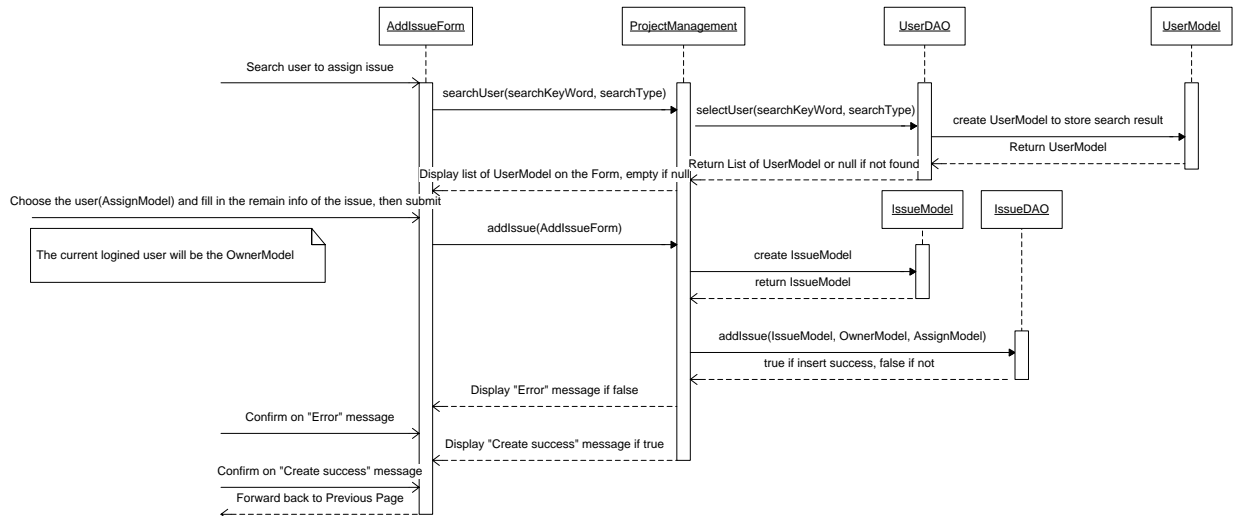 AddIssueForm
ProjectManagement
UserDAO
UserModel
Search user to assign issue
searchUser(searchKeyWord, searchType)
selectUser(searchKeyWord, searchType)
create UserModel to store search result
Return UserModel
Return List of UserModel or null if not found
Display list of UserModel on the Form, empty if null
Choose the user(AssignModel) and fill in the remain info of the issue, then submit
IssueModel
IssueDAO
addIssue(AddIssueForm)
The current logined user will be the OwnerModel
create IssueModel
return IssueModel
addIssue(IssueModel, OwnerModel, AssignModel)
true if insert success, false if not
Display "Error" message if false
Confirm on "Error" message
Display "Create success" message if true
Confirm on "Create success" message
Forward back to Previous Page